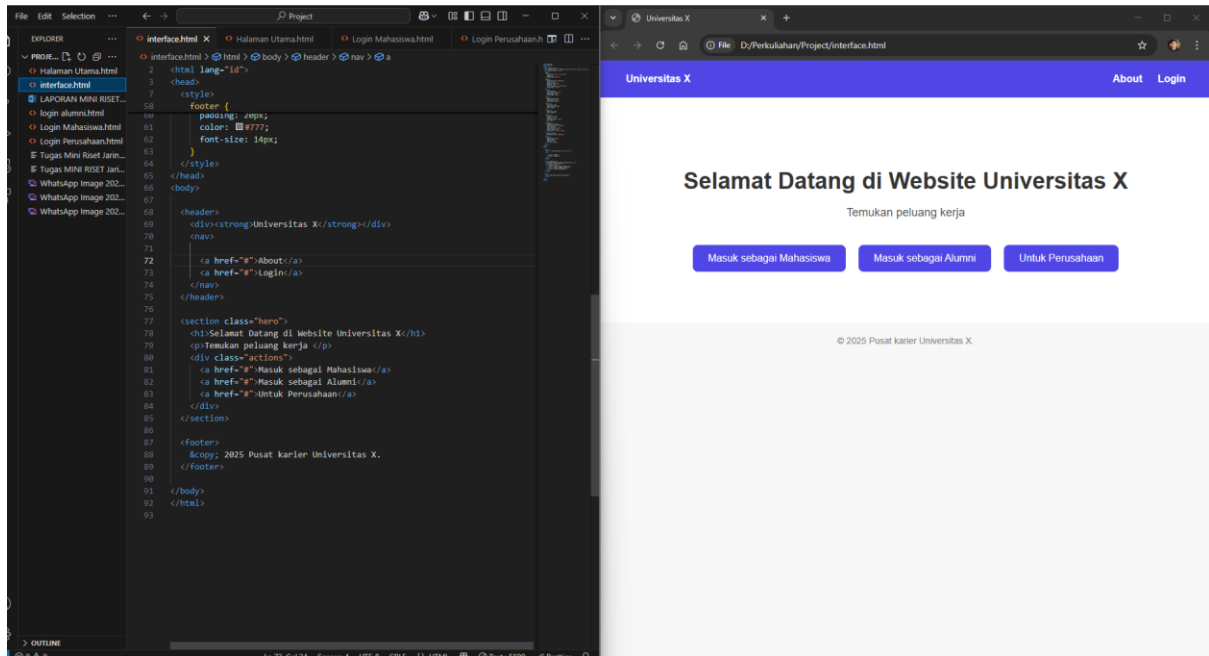 File Edit Selection ··· Project
EXPLORER ···
PROJE...
Halaman Utama.html
interface.html
LAPORAN MINI RISET...
login alumni.html
Login Mahasiswa.html
Login Perusahaan.html
Tugas Mini Riset Jarin...
Tugas MINI RISET Jari...
WhatsApp Image 202...
WhatsApp Image 202...
WhatsApp Image 202...
OUTLINE
interface.html Halaman Utama.html Login Mahasiswa.html Login Perusahaan.h
interface.html > html > body > header > nav > a
2 <html lang="id">
3 <head>
7 <style>
58 footer {
60 padding: 20px;
61 color: #777;
62 font-size: 14px;
63 }
64 </style>
65 </head>
66 <body>
67
68 <header>
69 <div><strong>Universitas X</strong></div>
70 <nav>
71
72 <a href="#">About</a>
73 <a href="#">Login</a>
74 </nav>
75 </header>
76
77 <section class="hero">
78 <h1>Selamat Datang di Website Universitas X</h1>
79 <p>Temukan peluang kerja </p>
80 <div class="actions">
81 <a href="#">Masuk sebagai Mahasiswa</a>
82 <a href="#">Masuk sebagai Alumni</a>
83 <a href="#">Untuk Perusahaan</a>
84 </div>
85 </section>
86
87 <footer>
88 &copy; 2025 Pusat karier Universitas X.
89 </footer>
90
91 </body>
92 </html>
93
Universitas X
File D:/Perkuliahan/Project/interface.html
Universitas X About Login
Selamat Datang di Website Universitas X
Temukan peluang kerja
Masuk sebagai Mahasiswa Masuk sebagai Alumni Untuk Perusahaan
© 2025 Pusat karier Universitas X.